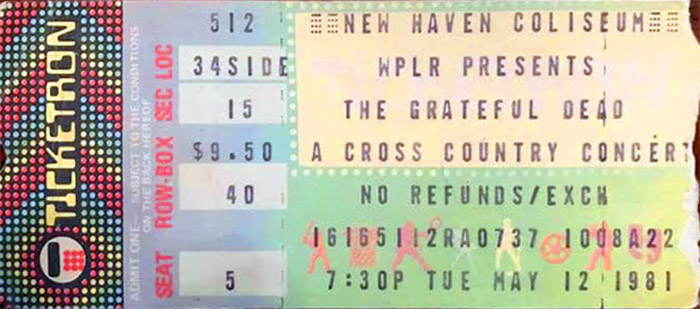 TICKETRON
ADMIT ONE— SUBJECT TO THE CONDITIONS
ON THE BACK HEREOF
SEAT ROW-BOX SEC LOC
512
34SIDE
15
$9.50
40
5
NEW HAVEN COLISEUM
WPLR PRESENTS
THE GRATEFUL DEAD
A CROSS COUNTRY CONCERT
NO REFUNDS/EXCH
16165112RA0737 1008A22
7:30P TUE MAY 12 1981